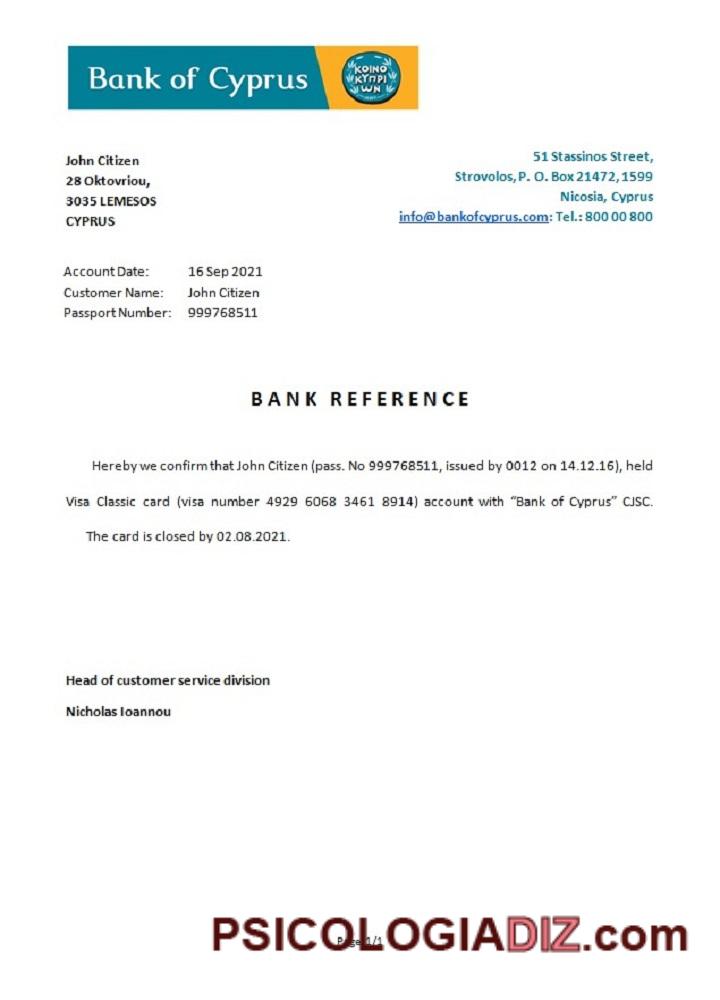 Bank of Cyprus
KOINO
KYΠPI
ωN
John Citizen
28 Oktovriou,
3035 LEMESOS
CYPRUS
51 Stassinos Street,
Strovolos, P. O. Box 21472, 1599
Nicosia, Cyprus
info@bankofcyprus.com: Tel.: 800 00 800
Account Date: 16 Sep 2021
Customer Name: John Citizen
Passport Number: 999768511
BANK REFERENCE
Hereby we confirm that John Citizen (pass. No 999768511, issued by 0012 on 14.12.16), held
Visa Classic card (visa number 4929 6068 3461 8914) account with “Bank of Cyprus” CJSC.
The card is closed by 02.08.2021.
Head of customer service division
Nicholas Ioannou
Page 1/1
PSICOLOGIADIZ.com